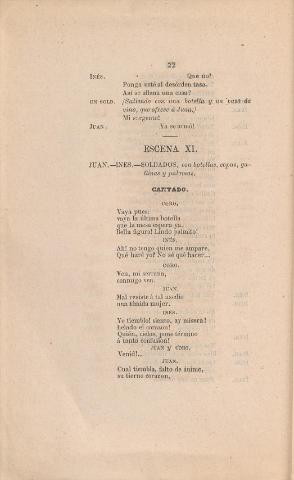 22
INÉS. Que no!
Ponga usté al desórden tasa.
Así se allana una casa?
UN SOLD. (Saliendo con una botella y un vaso de
vino, que ofrece á Juan.)
Mi sargento!
JUAN. Ya se armó!
ESCENA XI.
JUAN.—INÉS.—SOLDADOS, con botellas, copas, ga-
llinas y palomas.
CANTADO.
CORO.
Vaya pues:
vaya la última botella
que la mesa espera ya.
Bella figura! Lindo palmito!
INÉS.
Ah! no tengo quien me ampare.
Qué haré yo? No sé qué hacer...
CORO.
Ven, mi serrana,
conmigo ven.
JUAN.
Mal resistirá tal asedio
una tímida mujer.
INÉS.
Yo tiemblo! siento, ay mísera!
helado el corazon!
Quién, cielos, pone término
á tanta confusion!
JUAN Y CORO.
Venid!...
JUAN.
Cual tiembla, falto de ánimo,
su tierno corazon,